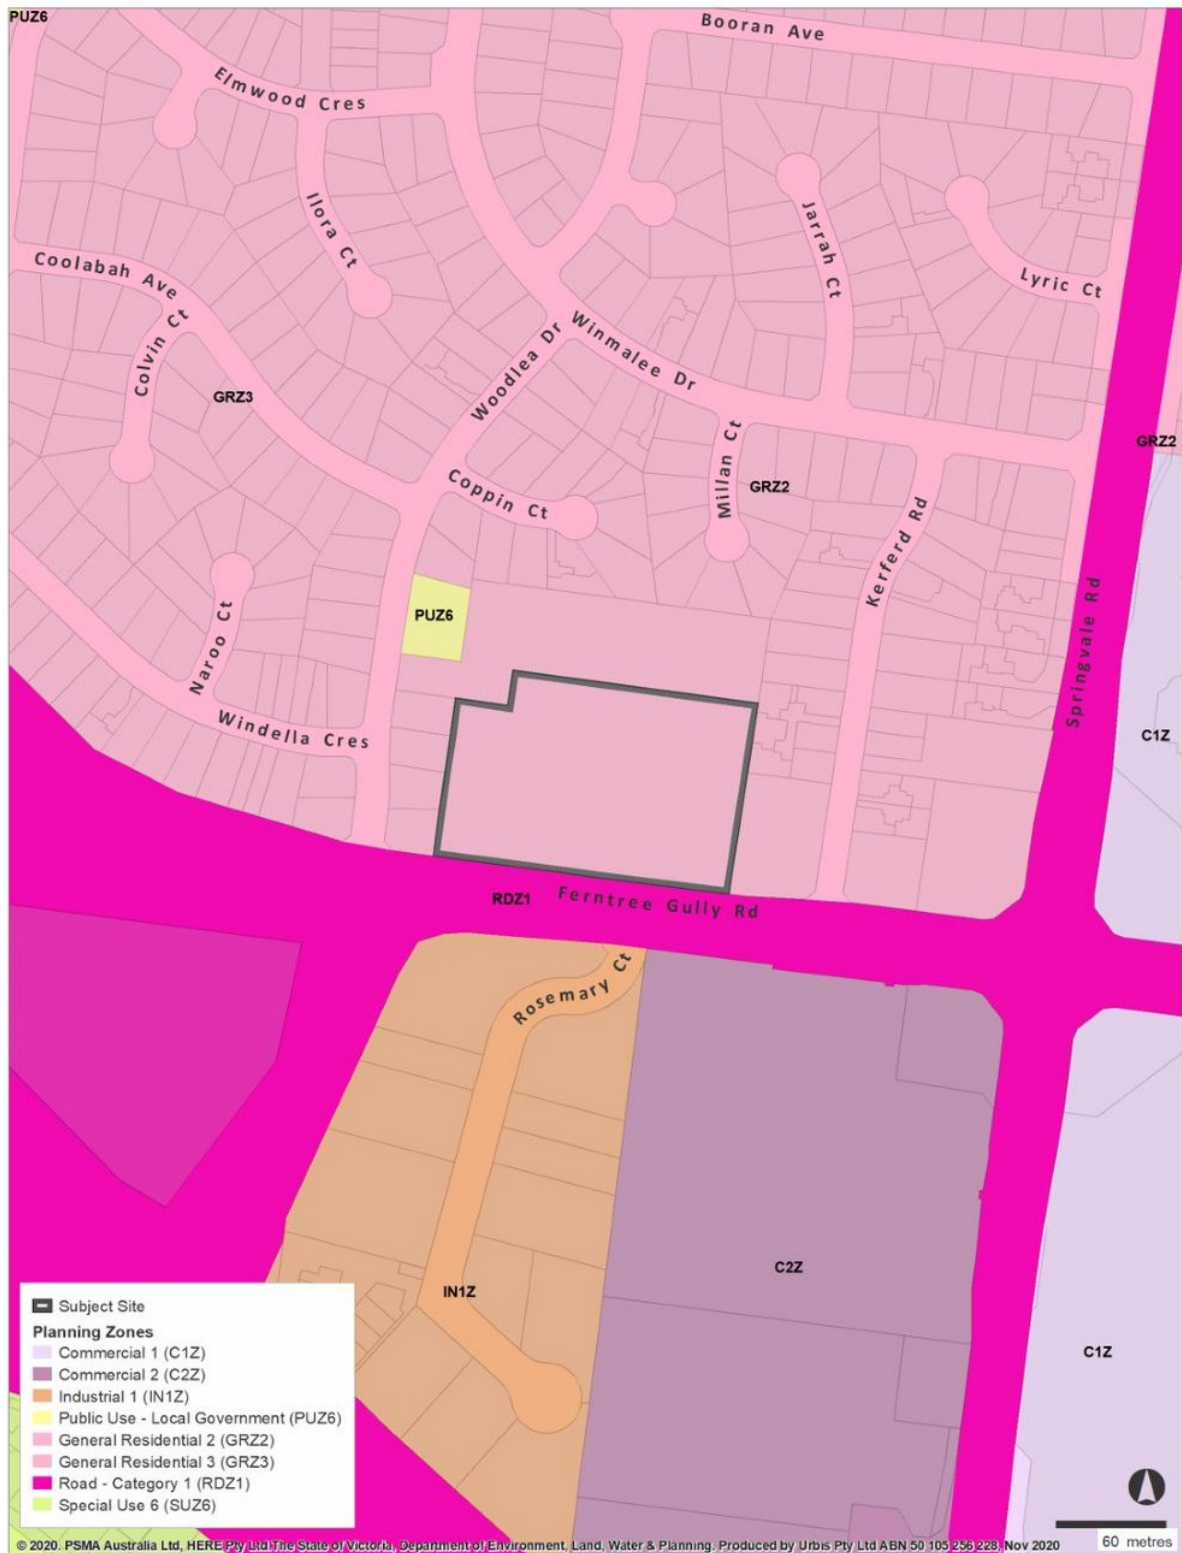 PUZ6
Booran Ave
Elmwood Cres
Ilora Ct
Jarrah Ct
Lyric Ct
Coolabah Ave
Colvin Ct
Winmalee Dr
Woodlea Dr
GRZ3
GRZ2
Millan Ct
GRZ2
Coppin Ct
Kerferd Rd
Naroo Ct
PUZ6
Springvale Rd
Windella Cres
C1Z
RDZ1
Ferntree Gully Rd
Rosemary Ct
C2Z
IN1Z
C1Z
Subject Site
Planning Zones
Commercial 1 (C1Z)
Commercial 2 (C2Z)
Industrial 1 (IN1Z)
Public Use - Local Government (PUZ6)
General Residential 2 (GRZ2)
General Residential 3 (GRZ3)
Road - Category 1 (RDZ1)
Special Use 6 (SUZ6)
60 metres
© 2020. PSMA Australia Ltd, HERE Pty Ltd The State of Victoria, Department of Environment, Land, Water & Planning. Produced by Urbis Pty Ltd ABN 50 105 256 228, Nov 2020